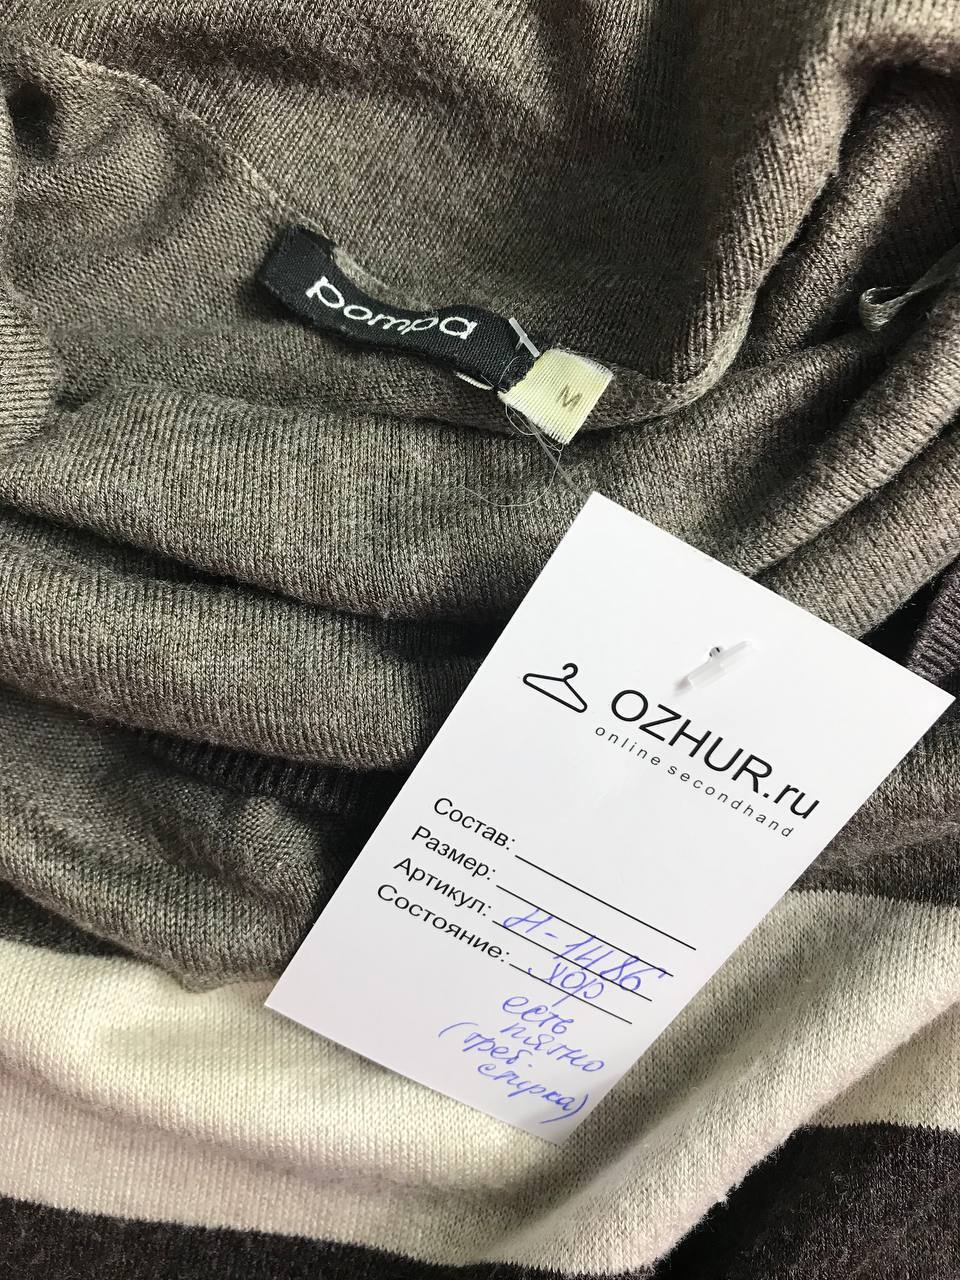 pompa
M
OZHUR.ru
online secondhand
Состав:
Размер:
Артикул: Н-1486
Состояние: хор
есть
пятно
(треб.
стирка)